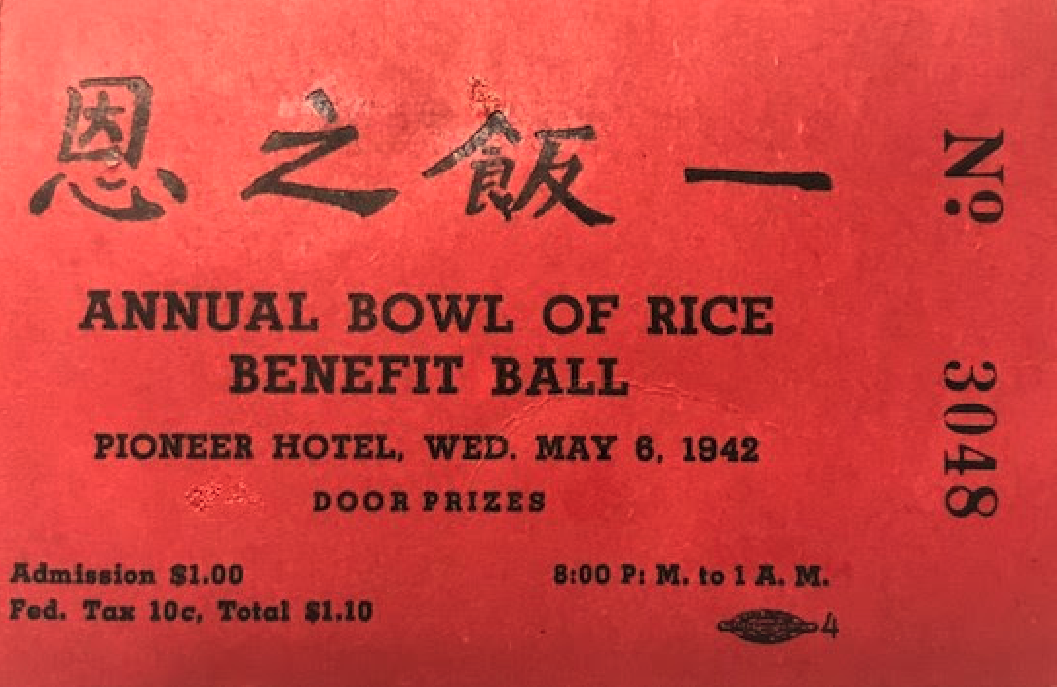 一飯之恩
ANNUAL BOWL OF RICE
BENEFIT BALL
PIONEER HOTEL, WED. MAY 6, 1942
DOOR PRIZES
Admission $1.00
Fed. Tax 10c, Total $1.10
8:00 P: M. to 1 A. M.
4
No. 3048